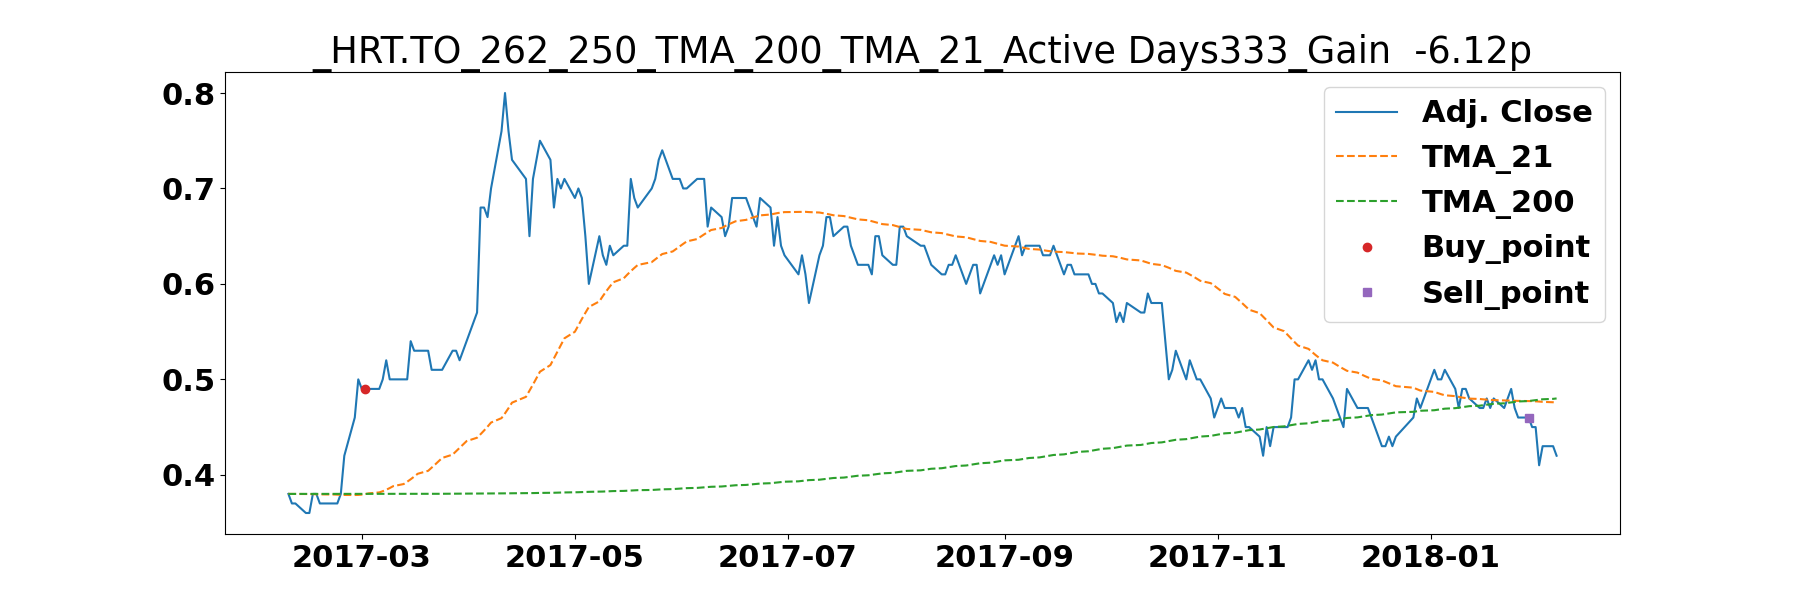 _HRT.TO_262_250_TMA_200_TMA_21_Active Days333_Gain  -6.12p
0.8
0.7
0.6
0.5
0.4
2017-03 2017-05 2017-07 2017-09 2017-11 2018-01
Adj. Close
TMA_21
TMA_200
Buy_point
Sell_point